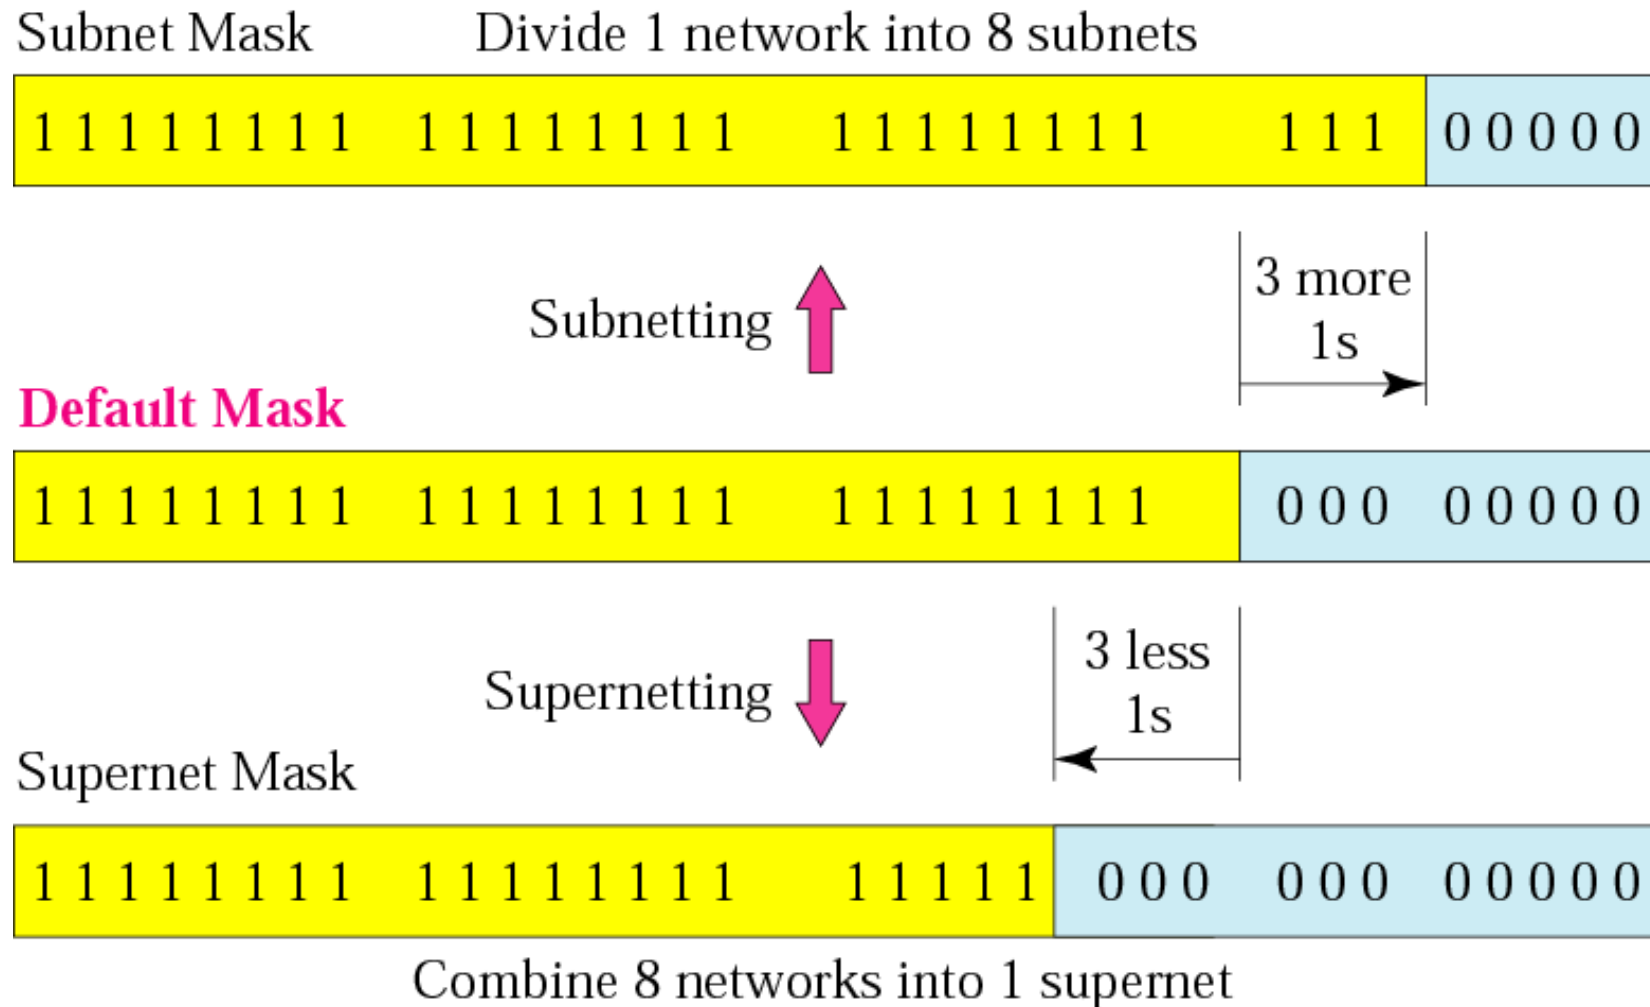 Subnet Mask Divide 1 network into 8 subnets
1 1 1 1 1 1 1 1 1 1 1 1 1 1 1 1 1 1 1 1 1 1 1 1 1 1 1 0 0 0 0 0
3 more
Subnetting
1s
Default Mask
1 1 1 1 1 1 1 1 1 1 1 1 1 1 1 1 1 1 1 1 1 1 1 1 0 0 0 0 0 0 0 0
3 less
Supernetting
1s
Supernet Mask
1 1 1 1 1 1 1 1 1 1 1 1 1 1 1 1 1 1 1 1 1 0 0 0 0 0 0 0 0 0 0 0
Combine 8 networks into 1 supernet